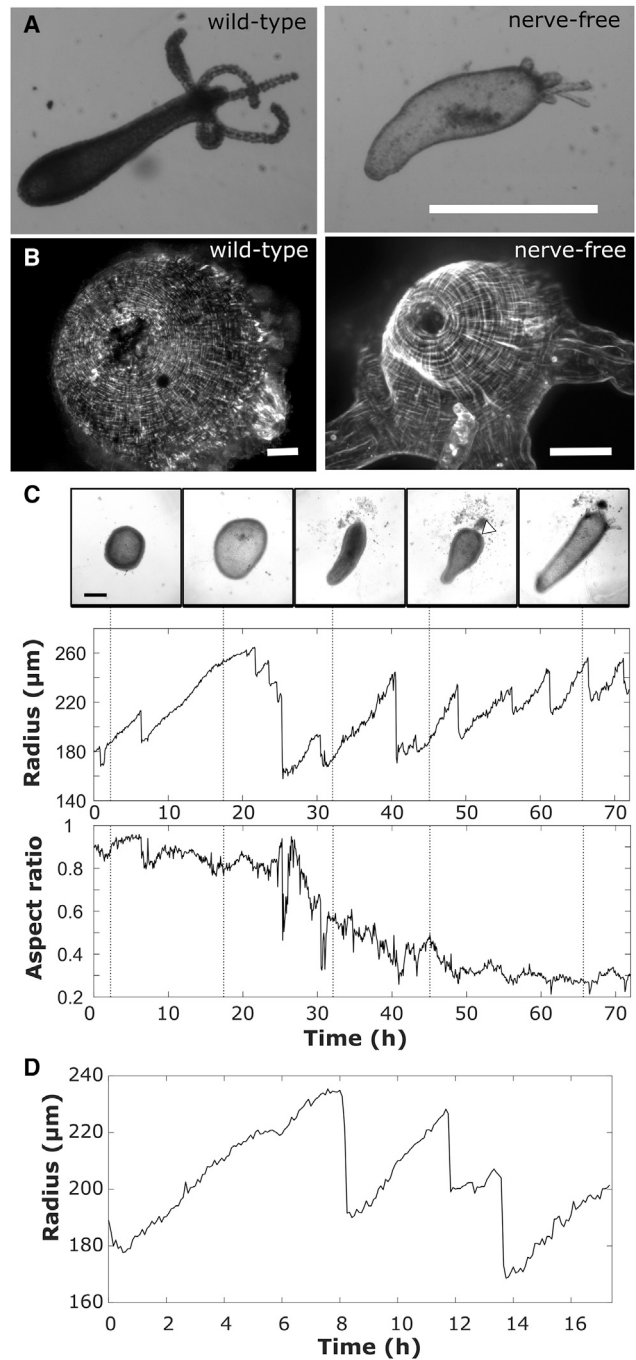 A
wild-type
nerve-free
B
wild-type
nerve-free
C
Radius (μm)
260
220
180
140
0 10 20 30 40 50 60 70
Aspect ratio
1
0.8
0.6
0.4
0.2
0 10 20 30 40 50 60 70
Time (h)
D
Radius (μm)
240
220
200
180
160
0 2 4 6 8 10 12 14 16
Time (h)